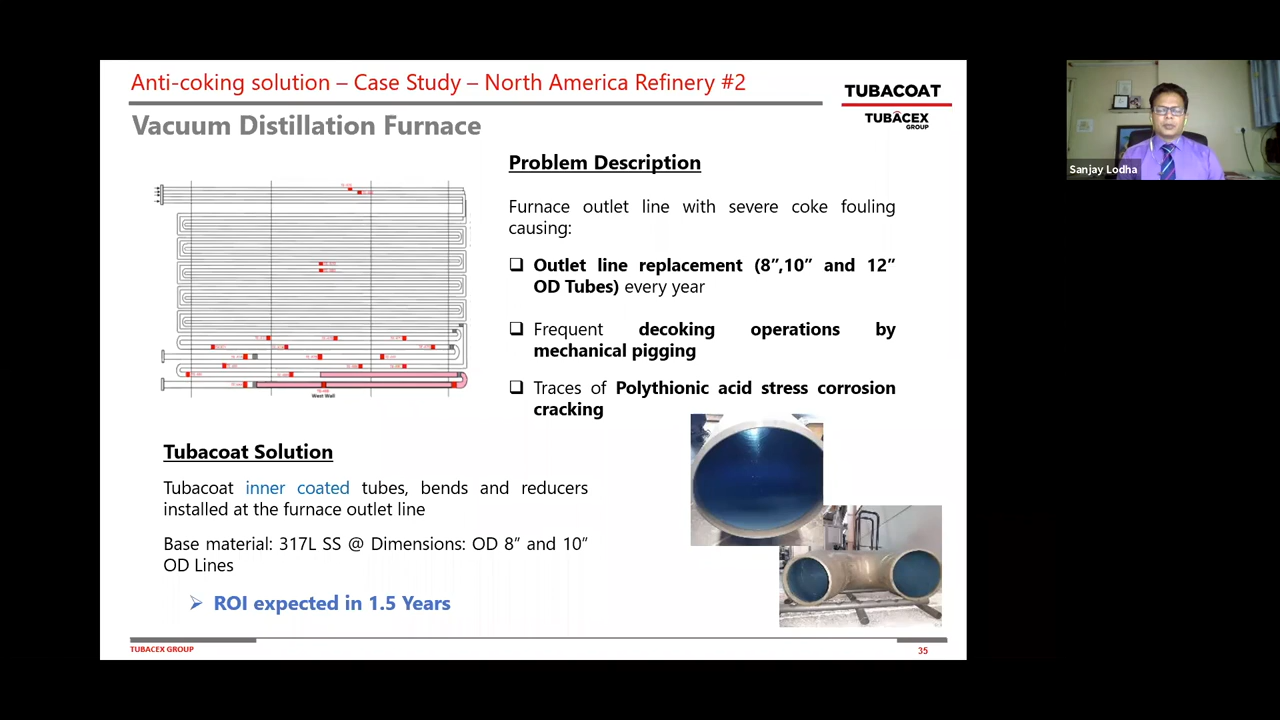 Anti-coking solution – Case Study – North America Refinery #2
TUBACOAT
TUBACEX
GROUP
Vacuum Distillation Furnace
Problem Description
Furnace outlet line with severe coke fouling
causing:
❑ Outlet line replacement (8”,10” and 12”
OD Tubes) every year
❑ Frequent decoking operations by
mechanical pigging
❑ Traces of Polythionic acid stress corrosion
cracking
West Wall
Tubacoat Solution
Tubacoat inner coated tubes, bends and reducers
installed at the furnace outlet line
Base material: 317L SS @ Dimensions: OD 8” and 10”
OD Lines
➢ ROI expected in 1.5 Years
TUBACEX GROUP
35
Sanjay Lodha